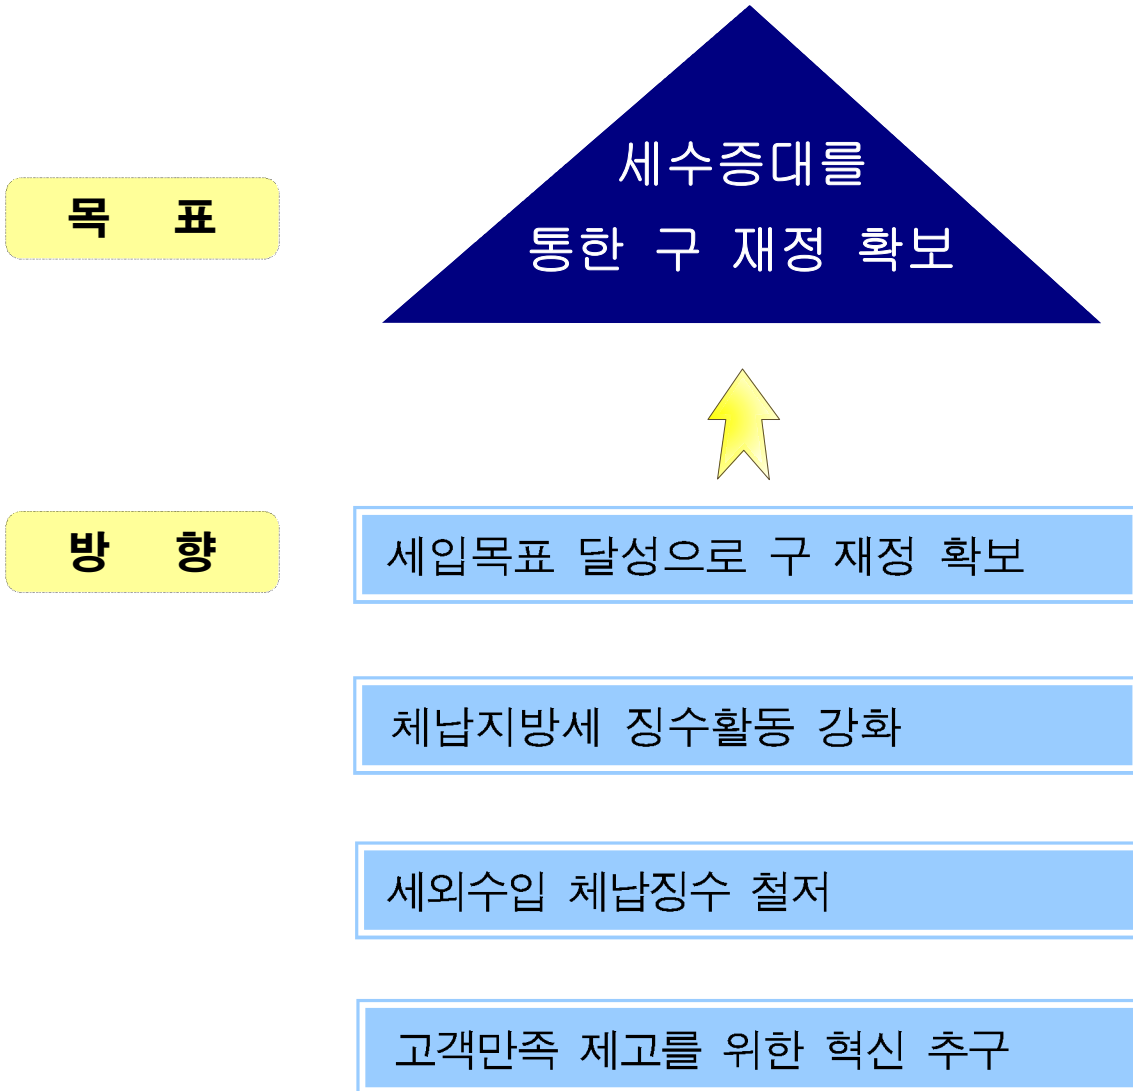 세수증대를
목 표
통한 구 재정 확보
방 향
세입목표 달성으로 구 재정 확보
체납지방세 징수활동 강화
세외수입 체납징수 철저
고객만족 제고를 위한 혁신 추구